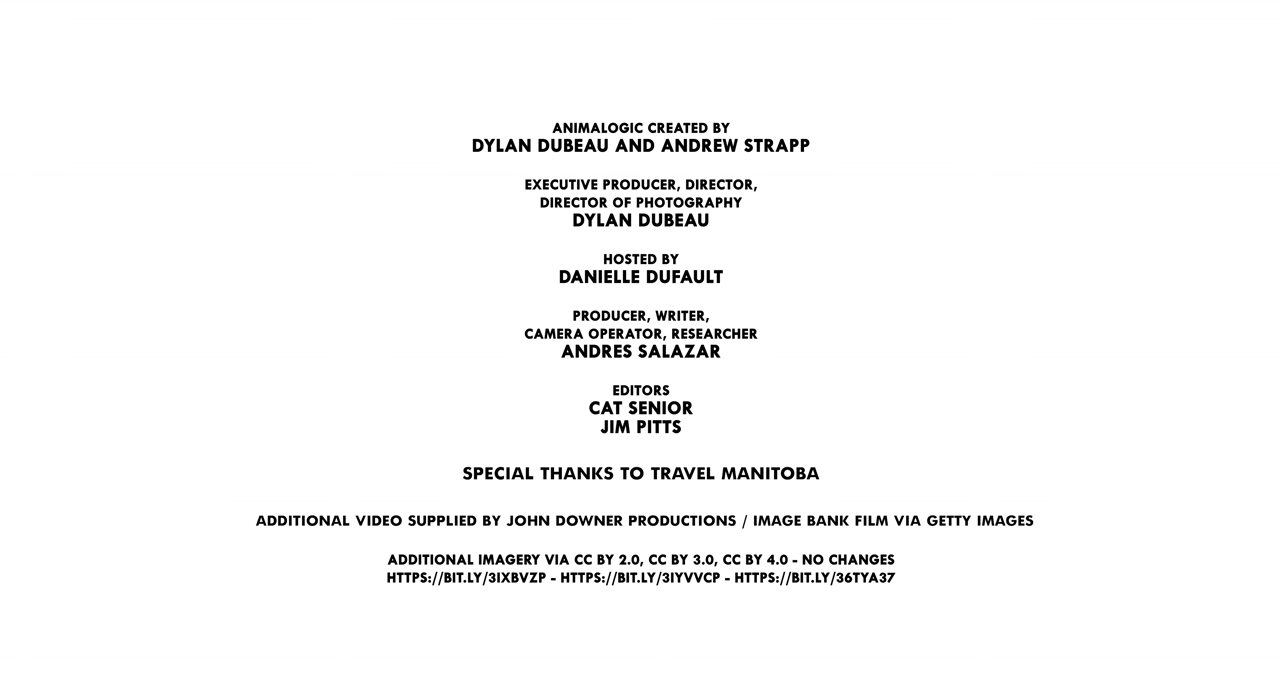 ANIMALOGIC CREATED BY
DYLAN DUBEAU AND ANDREW STRAPP
EXECUTIVE PRODUCER, DIRECTOR,
DIRECTOR OF PHOTOGRAPHY
DYLAN DUBEAU
HOSTED BY
DANIELLE DUFAULT
PRODUCER, WRITER,
CAMERA OPERATOR, RESEARCHER
ANDRES SALAZAR
EDITORS
CAT SENIOR
JIM PITTS
SPECIAL THANKS TO TRAVEL MANITOBA
ADDITIONAL VIDEO SUPPLIED BY JOHN DOWNER PRODUCTIONS / IMAGE BANK FILM VIA GETTY IMAGES
ADDITIONAL IMAGERY VIA CC BY 2.0, CC BY 3.0, CC BY 4.0 - NO CHANGES
HTTPS://BIT.LY/3IXBVZP - HTTPS://BIT.LY/3IYVVCP - HTTPS://BIT.LY/36TYA37